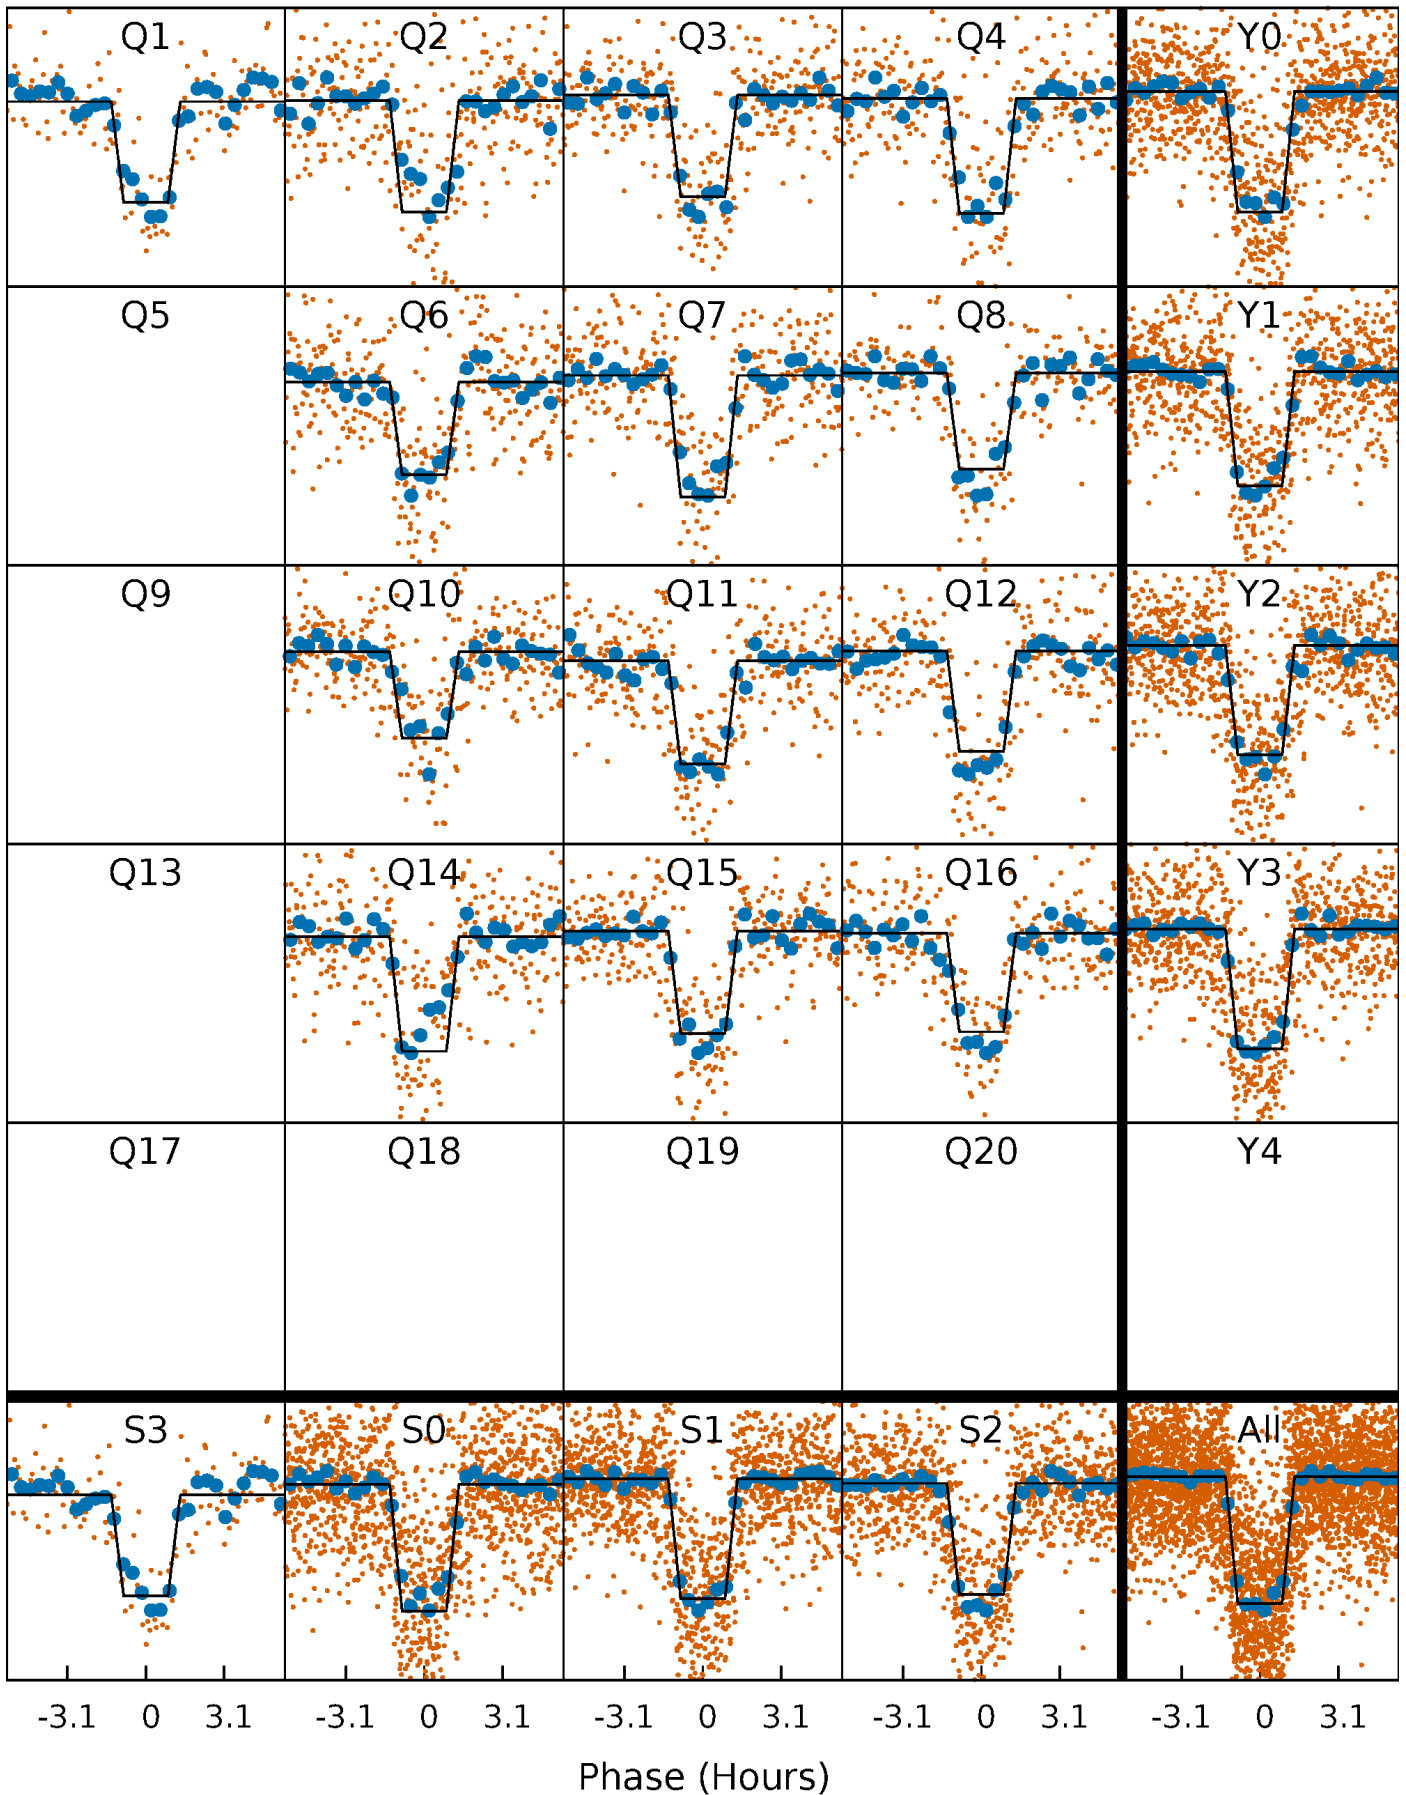 Q1 Q2 Q3 Q4 Y0
Q5 Q6 Q7 Q8 Y1
Q9 Q10 Q11 Q12 Y2
Q13 Q14 Q15 Q16 Y3
Q17 Q18 Q19 Q20 Y4
S3 S0 S1 S2 All
-3.1 0 3.1 -3.1 0 3.1 -3.1 0 3.1 -3.1 0 3.1 -3.1 0 3.1
Phase (Hours)